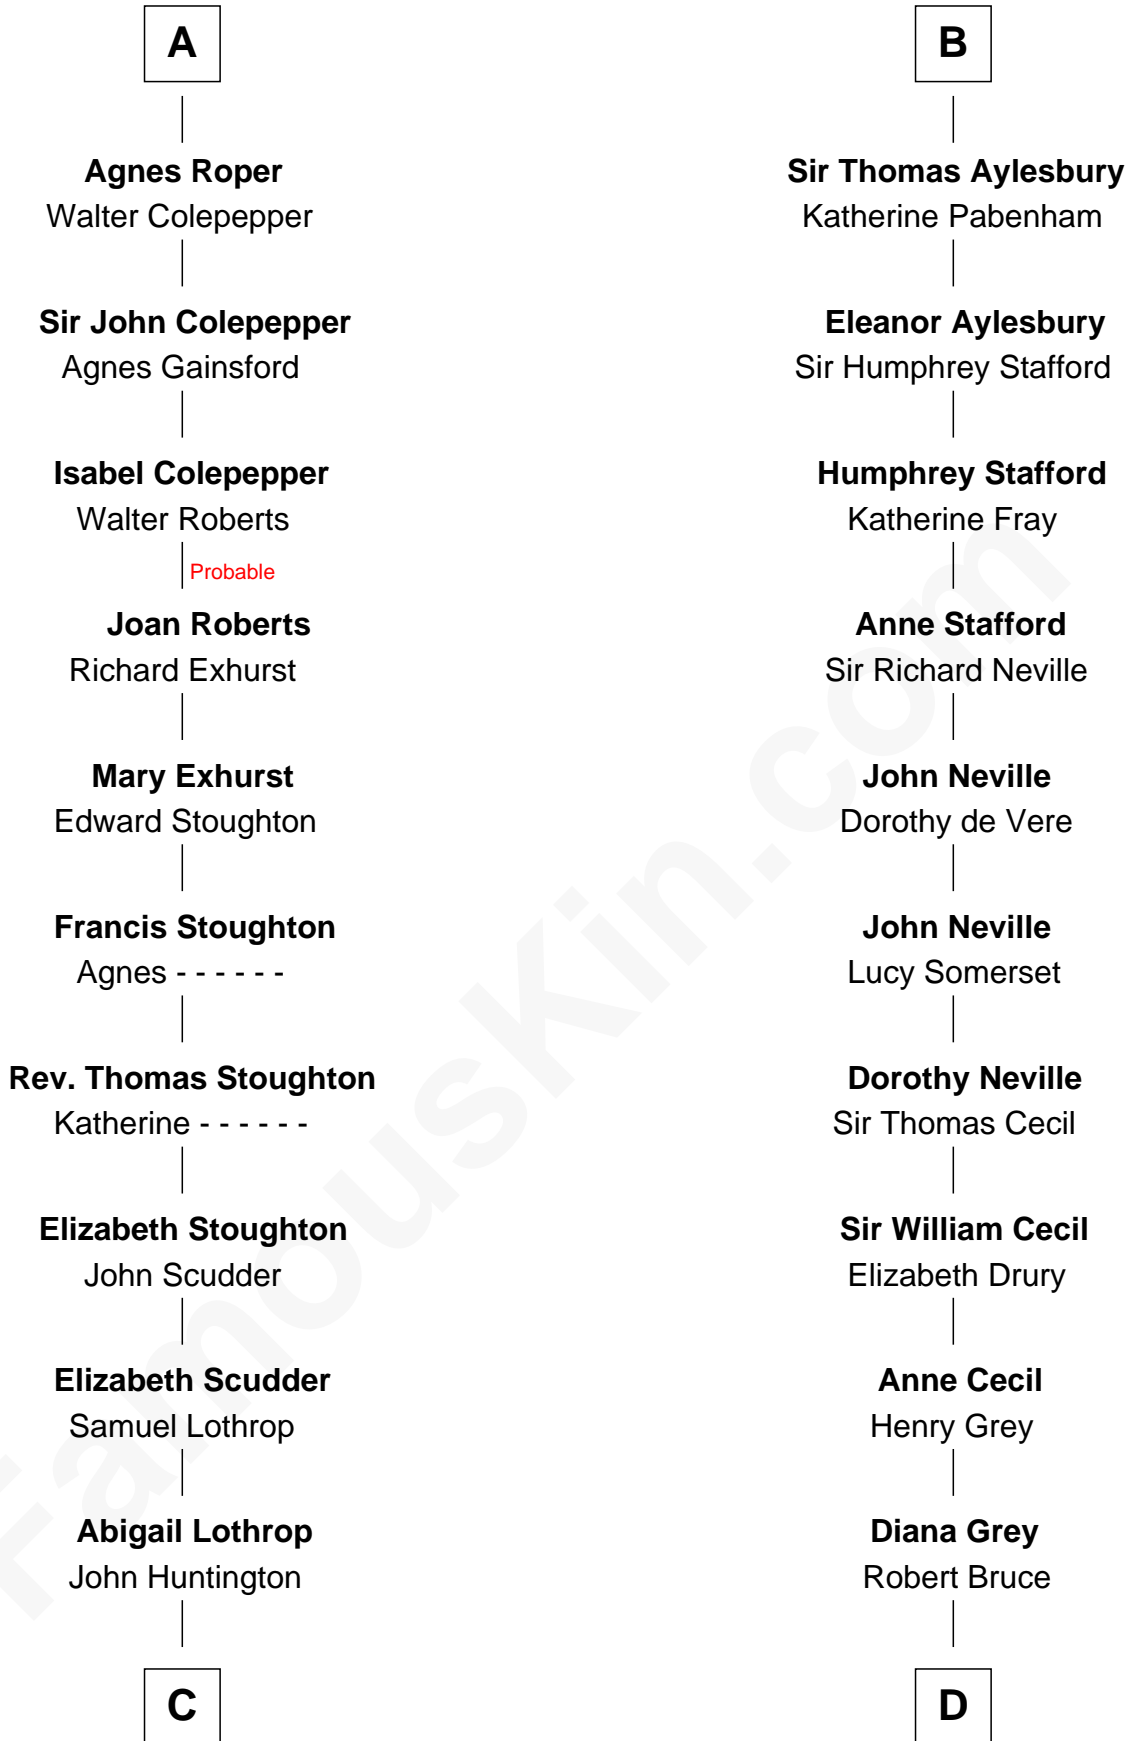 A
Agnes Roper
Walter Colepepper
Sir John Colepepper
Agnes Gainsford
Isabel Colepepper
Walter Roberts
Probable
Joan Roberts
Richard Exhurst
Mary Exhurst
Edward Stoughton
Francis Stoughton
Agnes - - - - - -
Rev. Thomas Stoughton
Katherine - - - - - -
Elizabeth Stoughton
John Scudder
Elizabeth Scudder
Samuel Lothrop
Abigail Lothrop
John Huntington
C
B
Sir Thomas Aylesbury
Katherine Pabenham
Eleanor Aylesbury
Sir Humphrey Stafford
Humphrey Stafford
Katherine Fray
Anne Stafford
Sir Richard Neville
John Neville
Dorothy de Vere
John Neville
Lucy Somerset
Dorothy Neville
Sir Thomas Cecil
Sir William Cecil
Elizabeth Drury
Anne Cecil
Henry Grey
Diana Grey
Robert Bruce
D
FamousKin.com